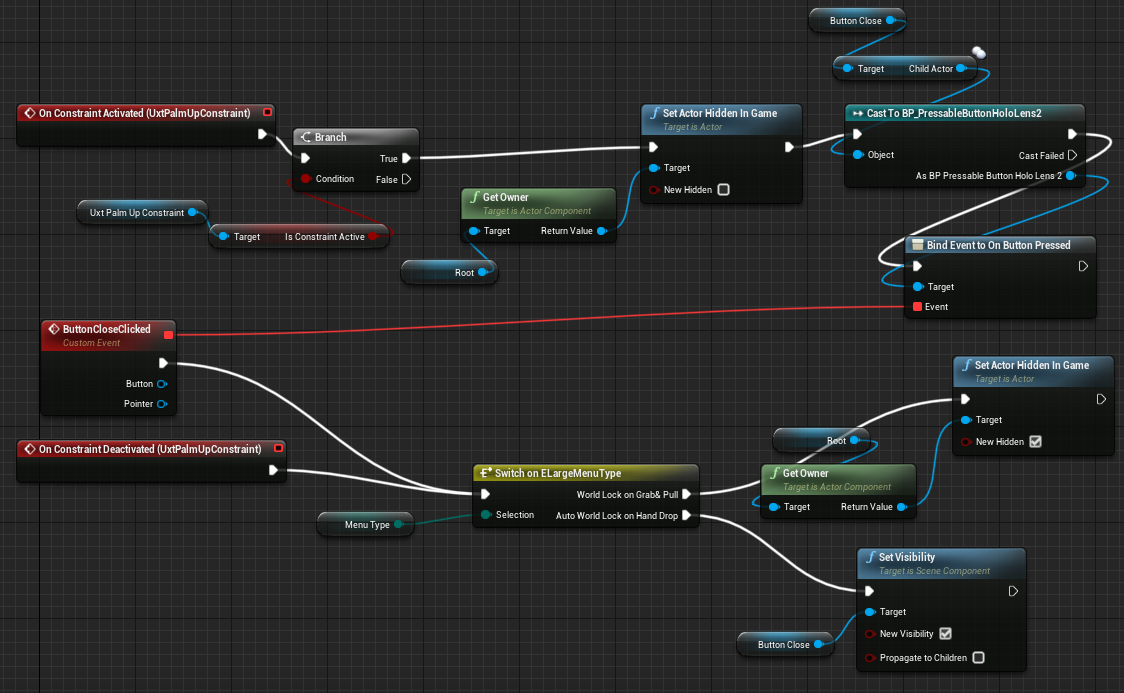 Button Close
Target Child Actor
On Constraint Activated (UxtPalmUpConstraint)
Branch
True
Condition False
Uxt Palm Up Constraint
Target Is Constraint Active
Set Actor Hidden In Game
Target is Actor
Target
New Hidden
Get Owner
Target is Actor Component
Target Return Value
Root
Cast To BP_PressableButtonHoloLens2
Object Cast Failed
As BP Pressable Button Holo Lens 2
Bind Event to On Button Pressed
Target
Event
ButtonCloseClicked
Custom Event
Button
Pointer
On Constraint Deactivated (UxtPalmUpConstraint)
Menu Type
Switch on ELargeMenuType
World Lock on Grab& Pull
Selection Auto World Lock on Hand Drop
Root
Get Owner
Target is Actor Component
Target Return Value
Set Actor Hidden In Game
Target is Actor
Target
New Hidden
Button Close
Set Visibility
Target is Scene Component
Target
New Visibility
Propagate to Children